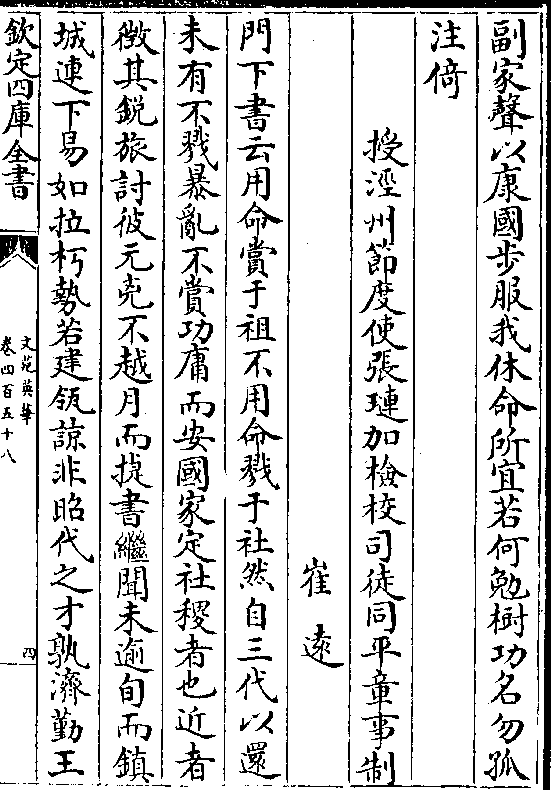 副家聲以康國步服我休命所宜若何勉樹功名勿孤
注倚
授涇州節度使張璉加檢校司徒同平章事制
崔遠
門下書云用命賞于祖不用命戮于社然自三代以還
未有不戮暴亂不賞功庸而安國家定社稷者也近者
徴其鋭旅討彼元兇不越月而捷書繼聞未逾旬而鎮
城連下易如拉朽勢若建瓴諒非昭代之才孰濟勤王
欽定四庫全書
文苑英華
卷四百五十八
四